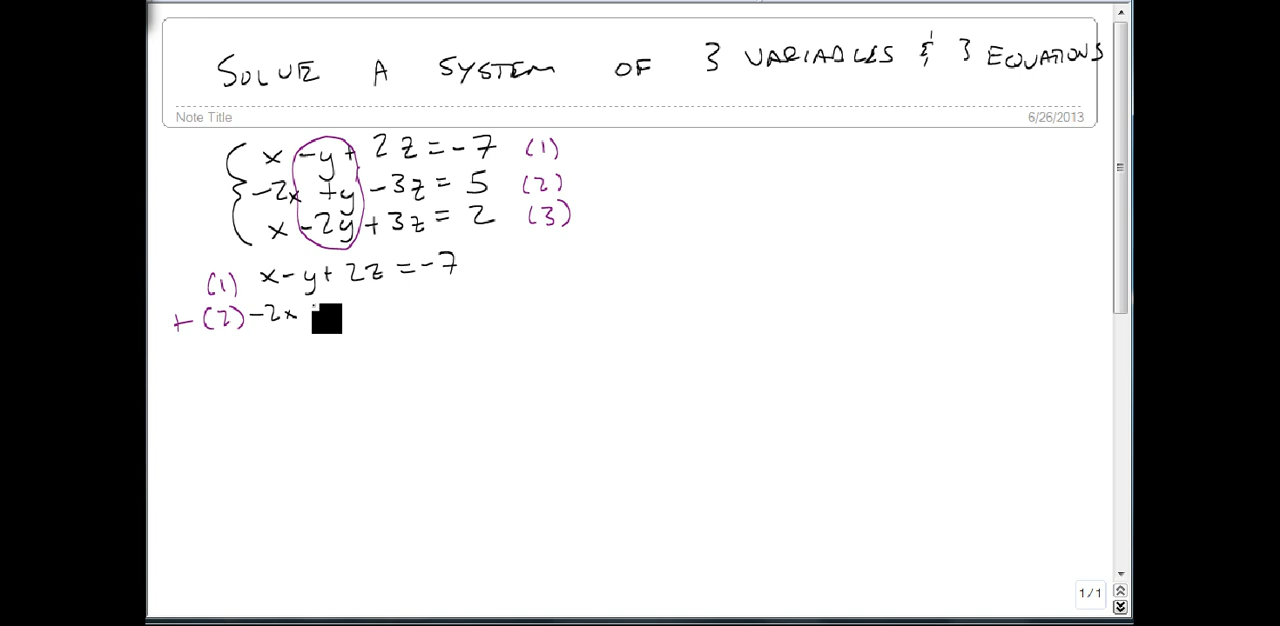 SOLVE A SYSTEM OF 3 VARIABLES & 3 EQUATIONS
Note Title
6/26/2013
x - y + 2z = -7 (1)
-2x + y - 3z = 5 (2)
x - 2y + 3z = 2 (3)
(1) x - y + 2z = -7
+ (2) -2x
1 / 1